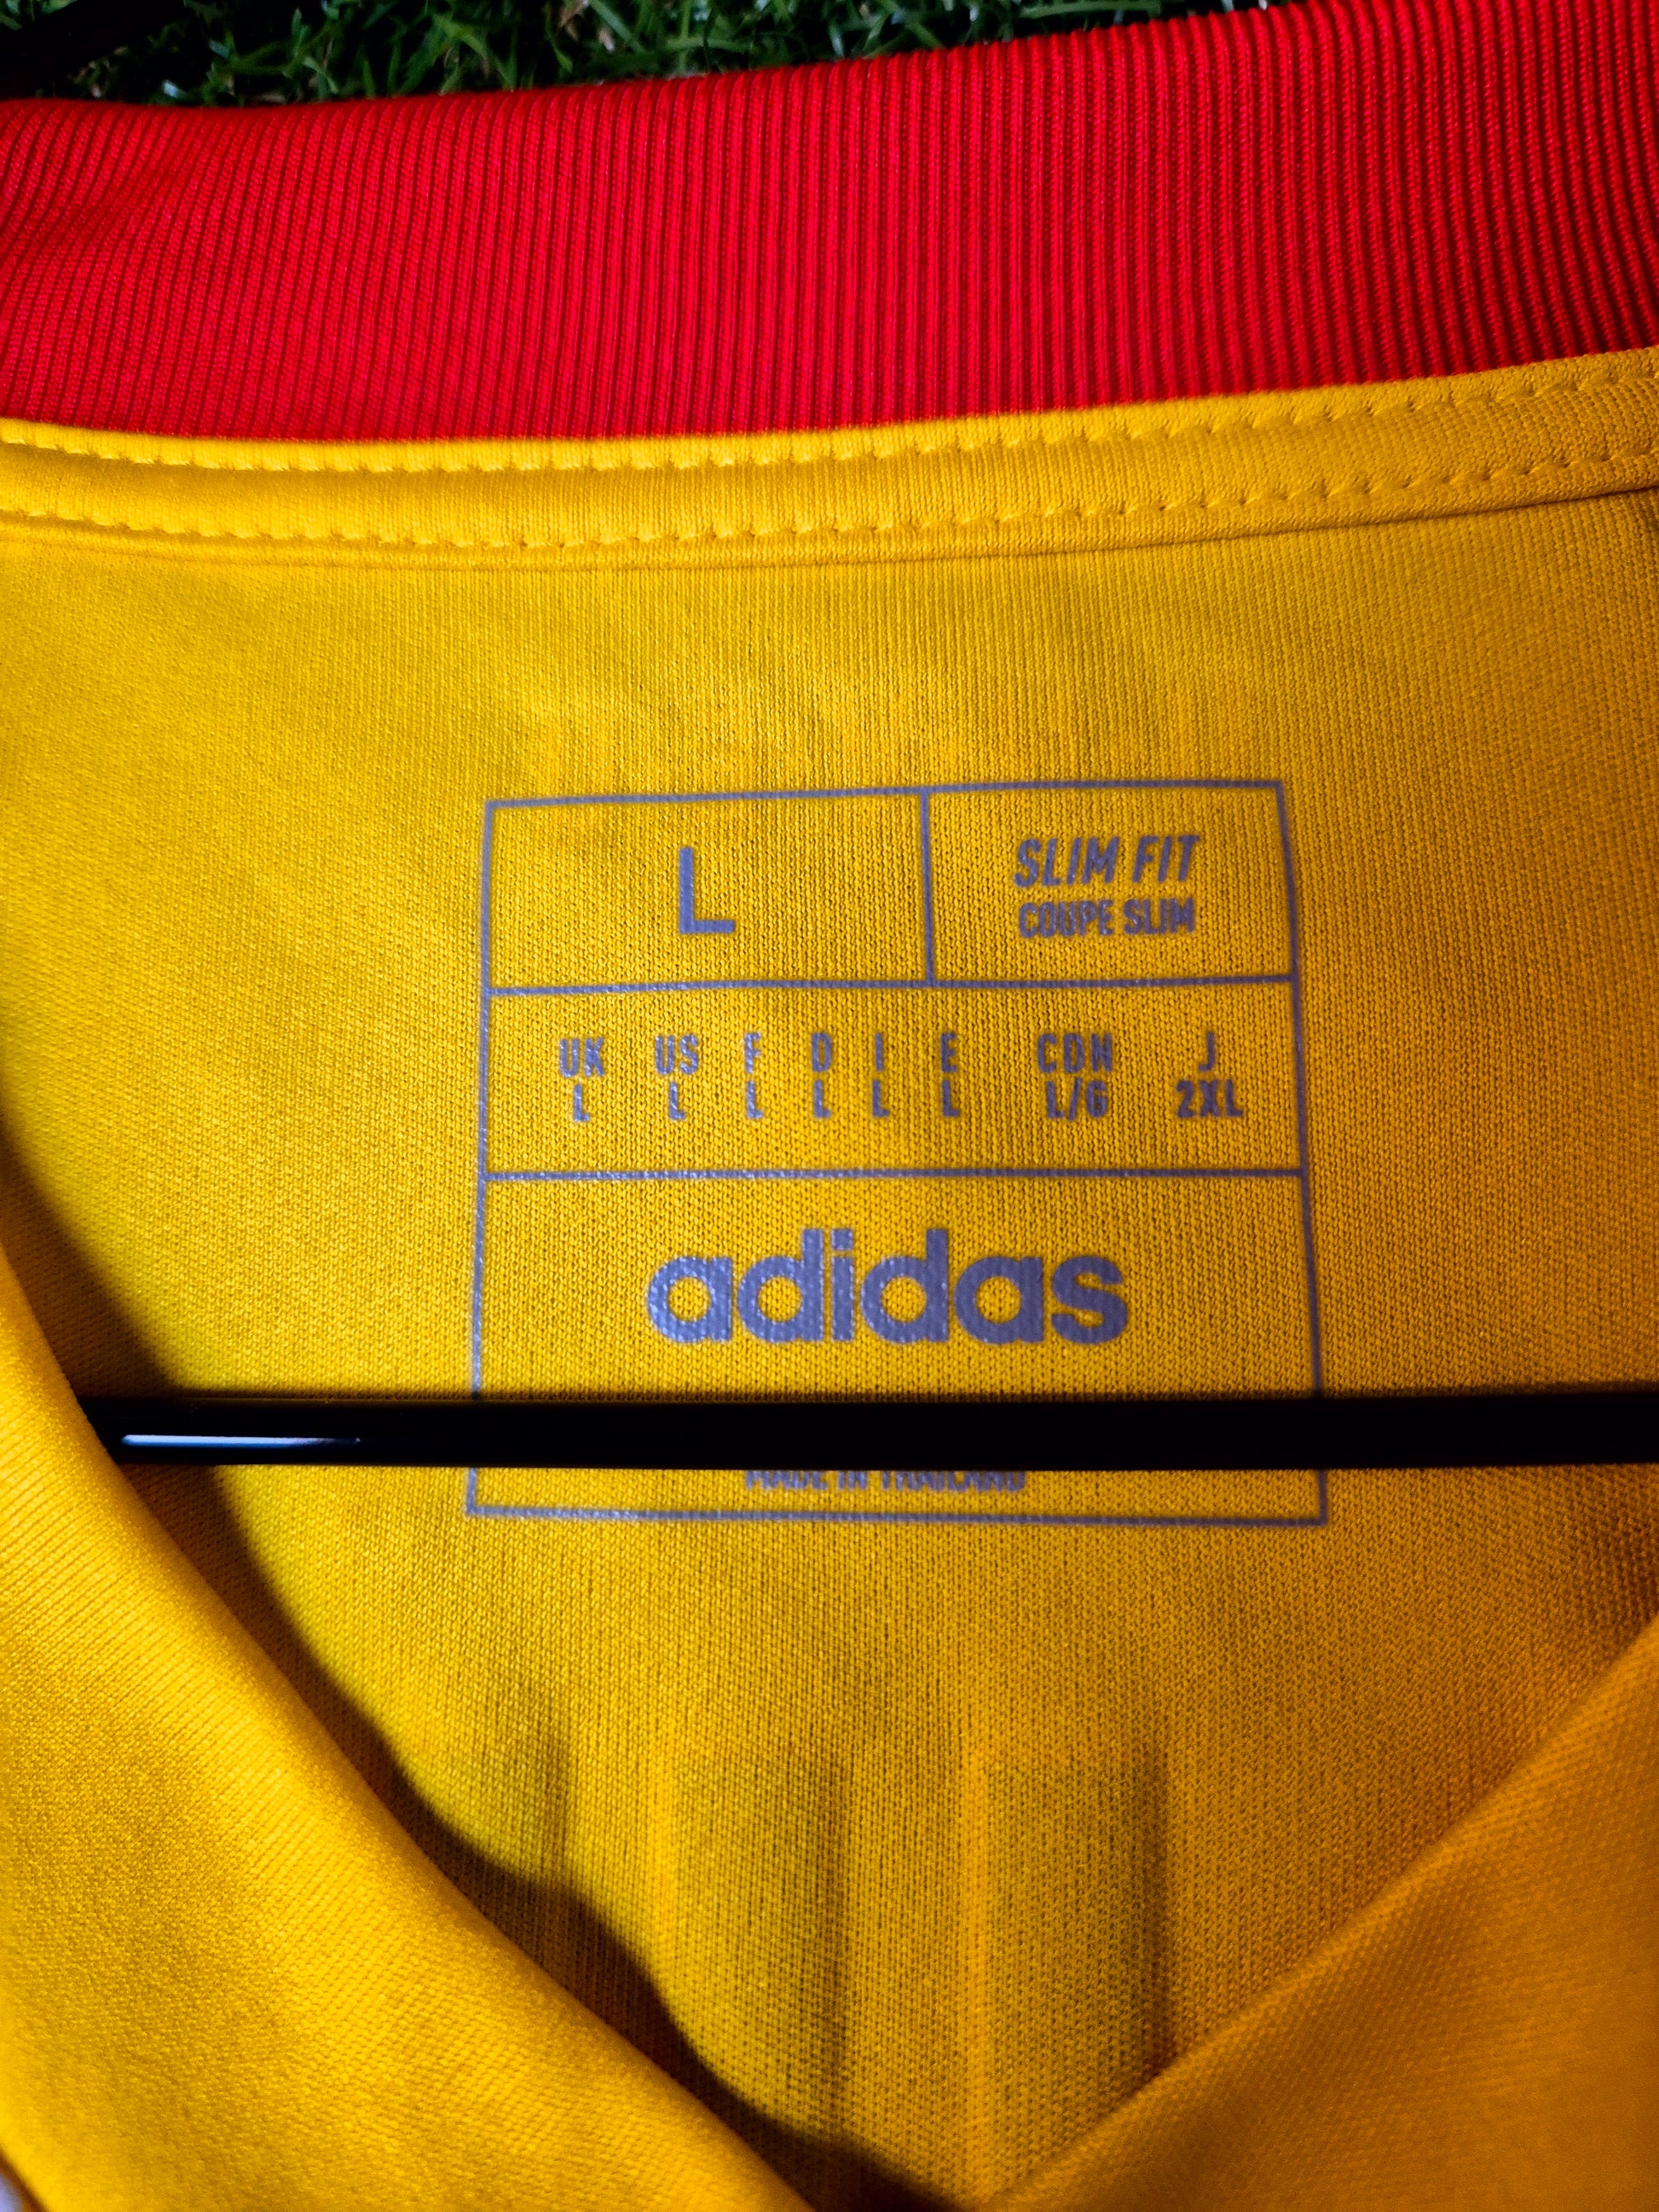 L
SLIM FIT
COUPE SLIM
UK US F D I E CDN J
L L L L L L L/G 2XL
adidas
MADE IN THAILAND